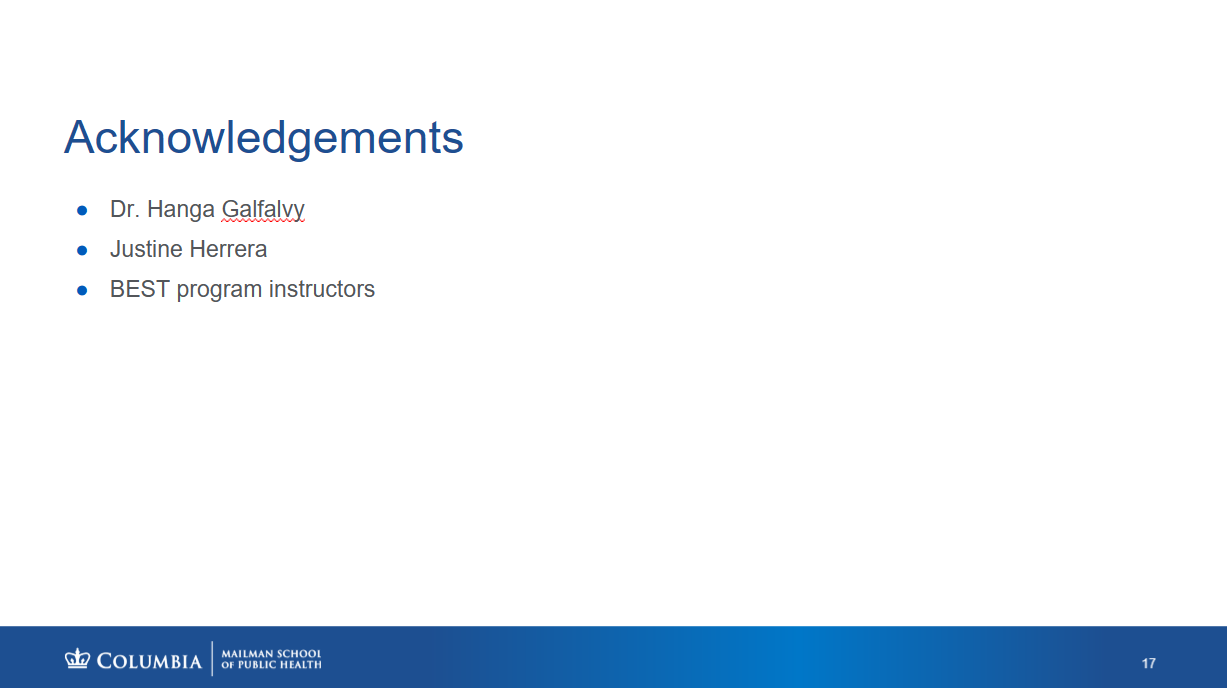 Acknowledgements
Dr. Hanga Galfalvy
Justine Herrera
BEST program instructors
COLUMBIA
MAILMAN SCHOOL
OF PUBLIC HEALTH
17